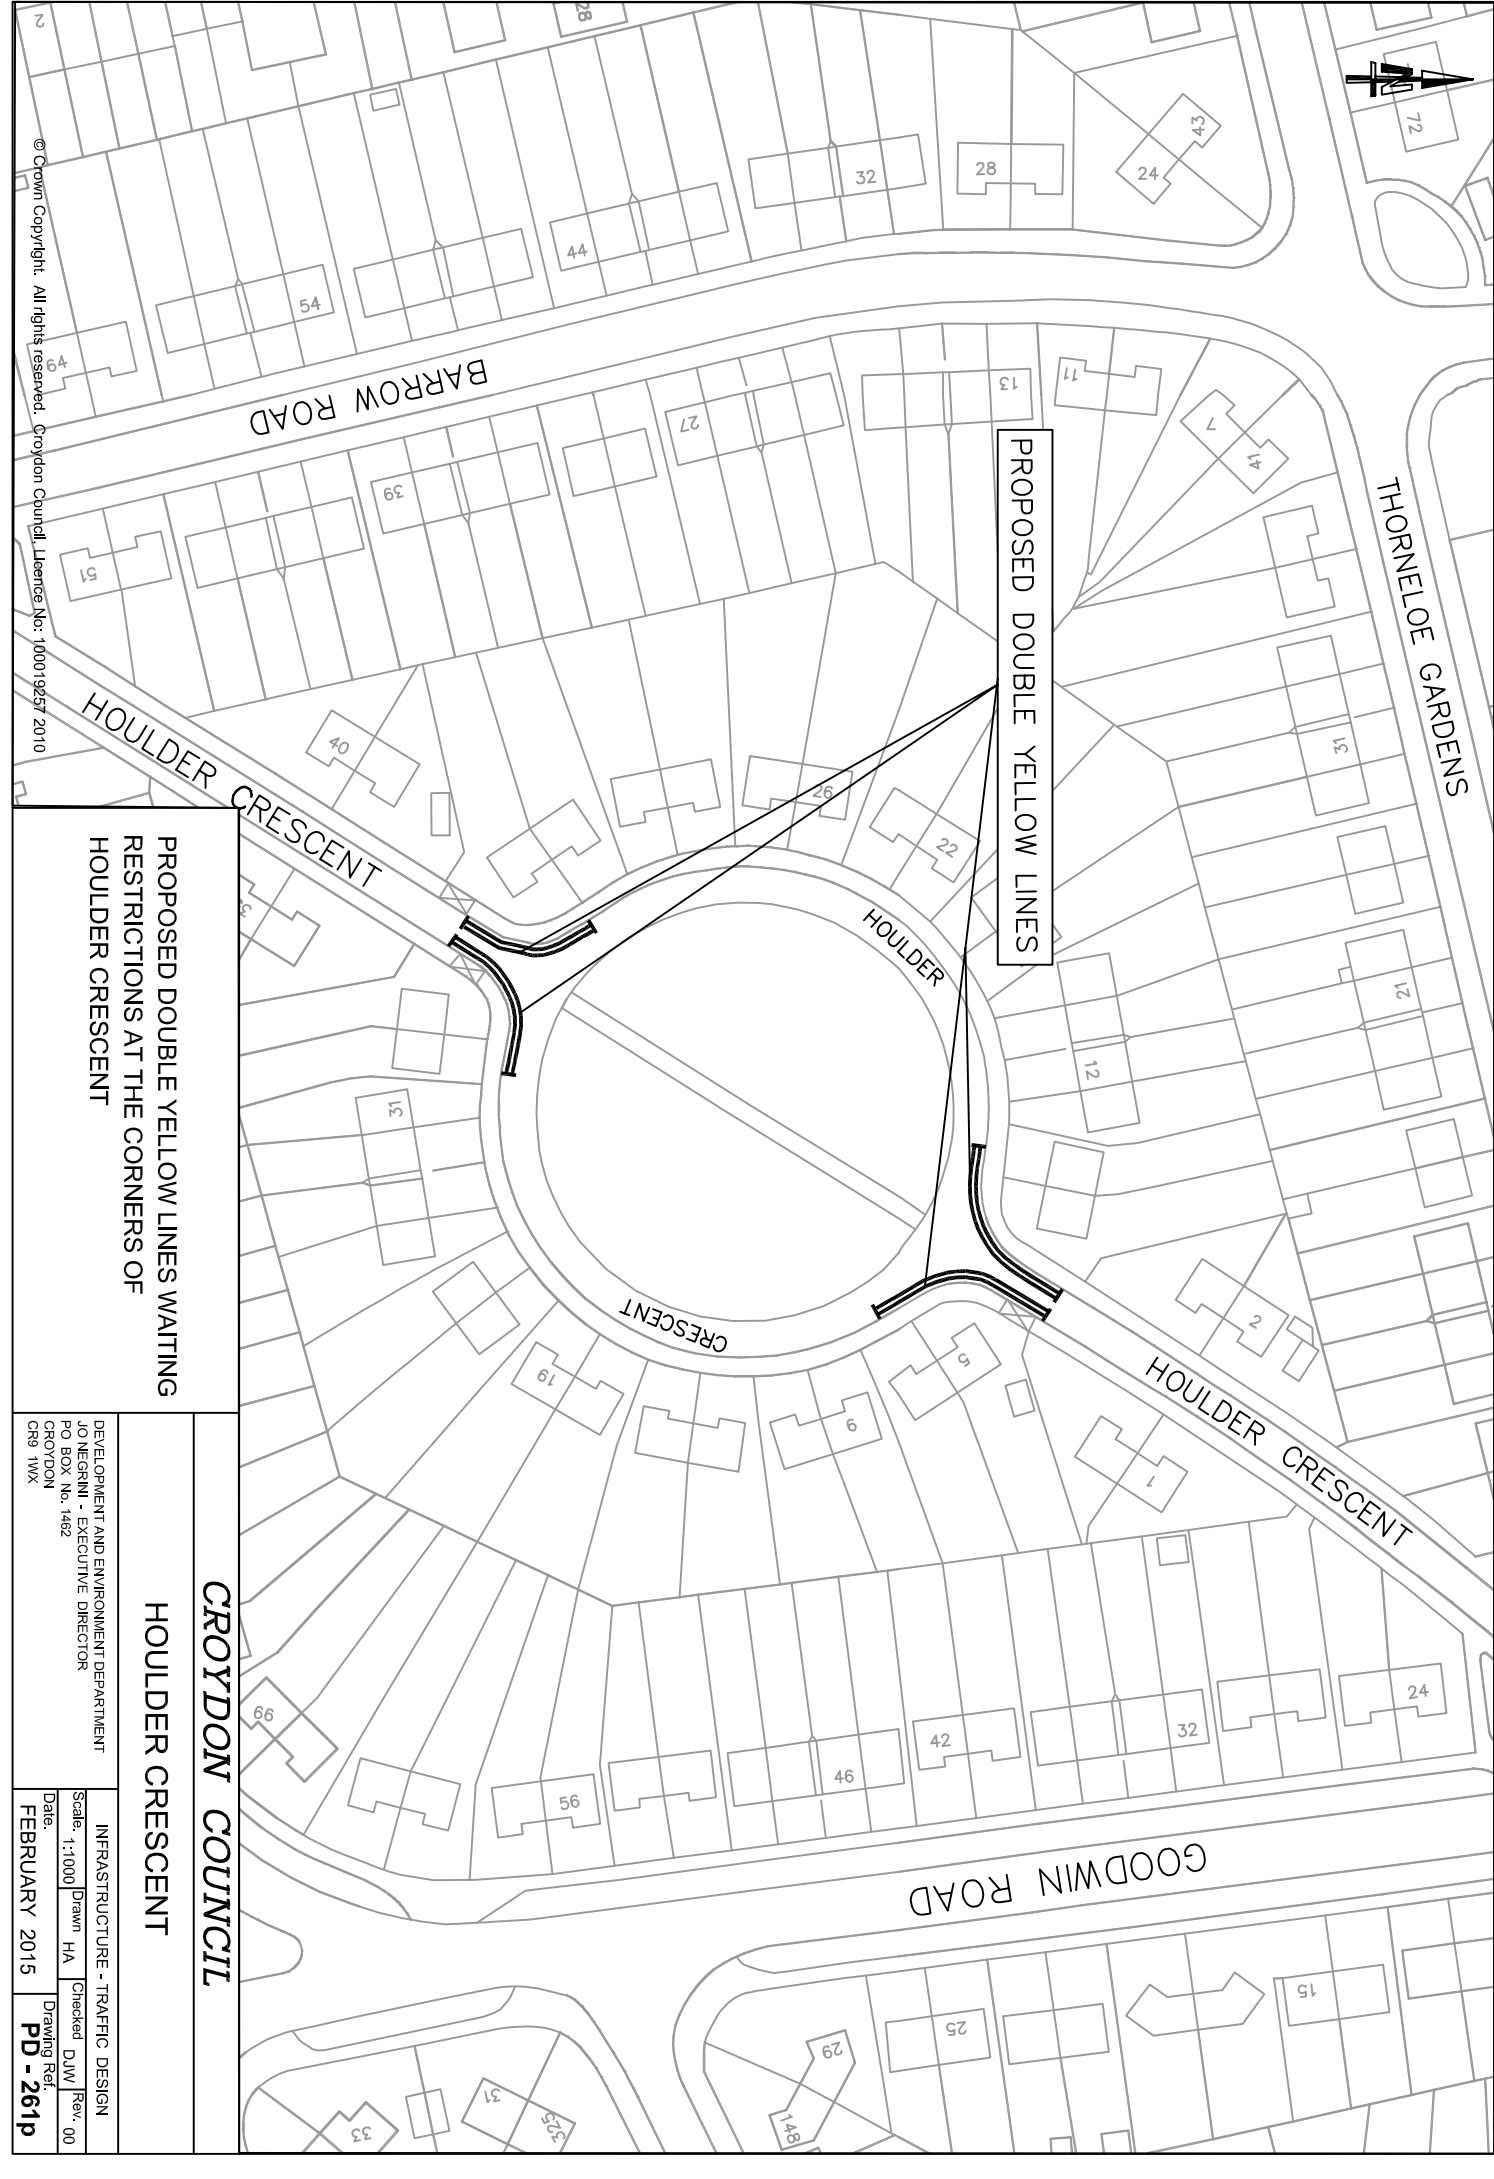 N
THORNELOE GARDENS
BARROW ROAD
HOULDER CRESCENT
HOULDER
CRESCENT
HOULDER CRESCENT
GOODWIN ROAD
PROPOSED DOUBLE YELLOW LINES
72
43
24
28
32
44
54
64
28
2
41
7
11
13
27
39
51
31
21
12
22
26
40
2
1
5
9
19
31
24
32
42
46
56
66
15
25
29
148
31
325
33
© Crown Copyright. All rights reserved. Croydon Council, Licence No: 100019257 2010
PROPOSED DOUBLE YELLOW LINES WAITING
RESTRICTIONS AT THE CORNERS OF
HOULDER CRESCENT
CROYDON COUNCIL
HOULDER CRESCENT
DEVELOPMENT AND ENVIRONMENT DEPARTMENT
JO NEGRINI - EXECUTIVE DIRECTOR
PO BOX No. 1462
CROYDON
CR9 1WX
INFRASTRUCTURE - TRAFFIC DESIGN
Scale. 1:1000 Drawn HA Checked DJW Rev. 00
Date.
FEBRUARY 2015
Drawing Ref.
PD - 261p